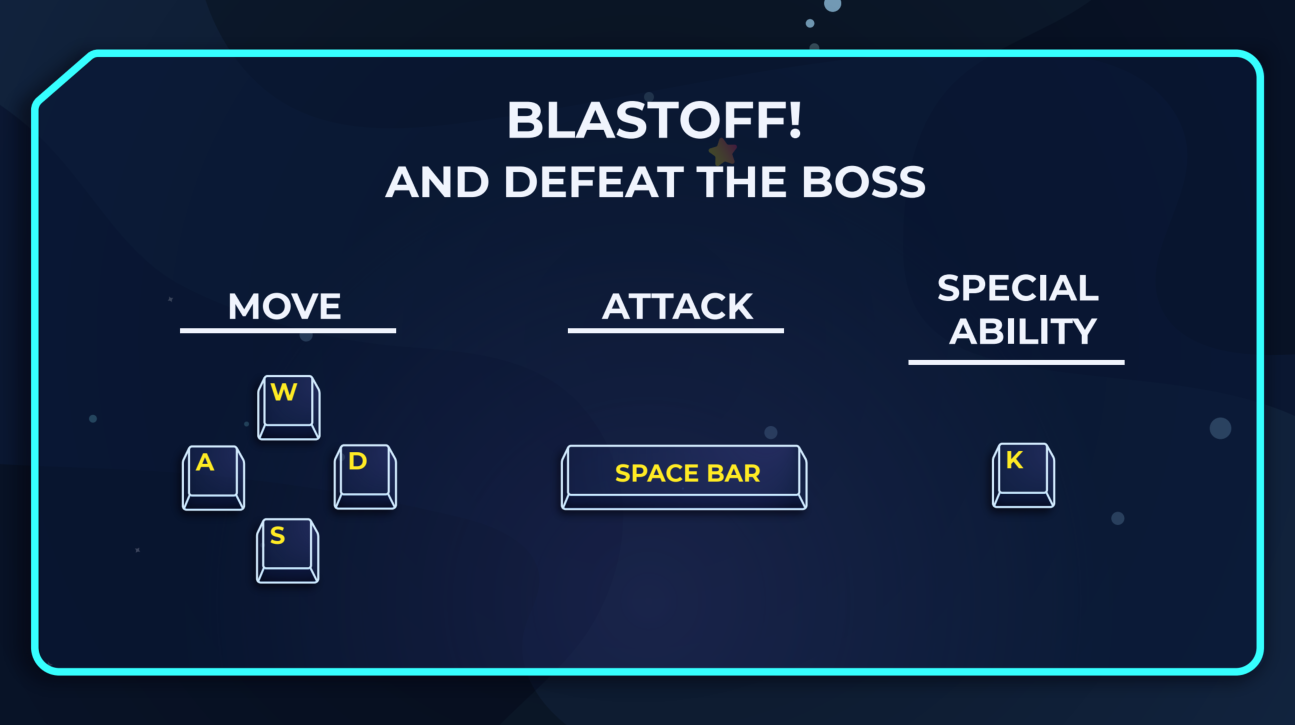 BLASTOFF!
AND DEFEAT THE BOSS
MOVE
W
A
D
S
ATTACK
SPACE BAR
SPECIAL
ABILITY
K